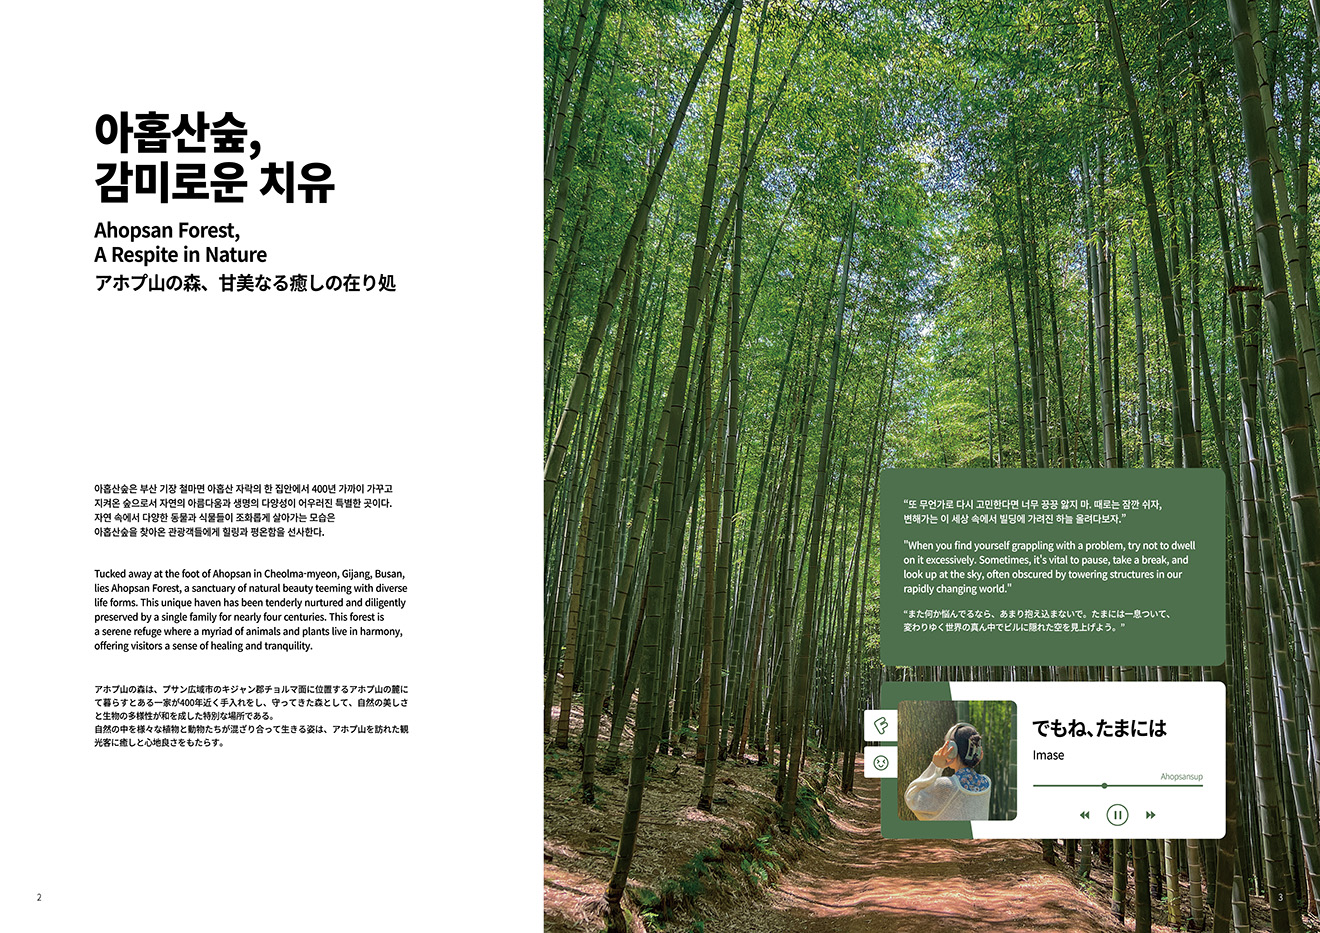 아홉산숲,
감미로운 치유
Ahopsan Forest,
A Respite in Nature
アホプ山の森、甘美なる癒しの在り処
아홉산숲은 부산 기장 철마면 아홉산 자락의 한 집안에서 400년 가까이 가꾸고
지켜온 숲으로서 자연의 아름다움과 생명의 다양성이 어우러진 특별한 곳이다.
자연 속에서 다양한 동물과 식물들이 조화롭게 살아가는 모습은
아홉산숲을 찾아온 관광객들에게 힐링과 평온함을 선사한다.
Tucked away at the foot of Ahopsan in Cheolma-myeon, Gijang, Busan,
lies Ahopsan Forest, a sanctuary of natural beauty teeming with diverse
life forms. This unique haven has been tenderly nurtured and diligently
preserved by a single family for nearly four centuries. This forest is
a serene refuge where a myriad of animals and plants live in harmony,
offering visitors a sense of healing and tranquility.
アホプ山の森は、プサン広域市のキジャン郡チョルマ面に位置するアホプ山の麓に
て暮らすとある一家が400年近く手入れをし、守ってきた森として、自然の美しさ
と生物の多様性が和を成した特別な場所である。
自然の中を様々な植物と動物たちが混ざり合って生きる姿は、アホプ山を訪れた観
光客に癒しと心地良さをもたらす。
2
“또 무언가로 다시 고민한다면 너무 끙끙 앓지 마. 때로는 잠깐 쉬자,
변해가는 이 세상 속에서 빌딩에 가려진 하늘 올려다보자.”
"When you find yourself grappling with a problem, try not to dwell
on it excessively. Sometimes, it's vital to pause, take a break, and
look up at the sky, often obscured by towering structures in our
rapidly changing world."
“また何か悩んでるなら、あまり抱え込まないで。たまには一息ついて、
変わりゆく世界の真ん中でビルに隠れた空を見上げよう。”
でもね、たまには
Imase
Ahopsansup
3